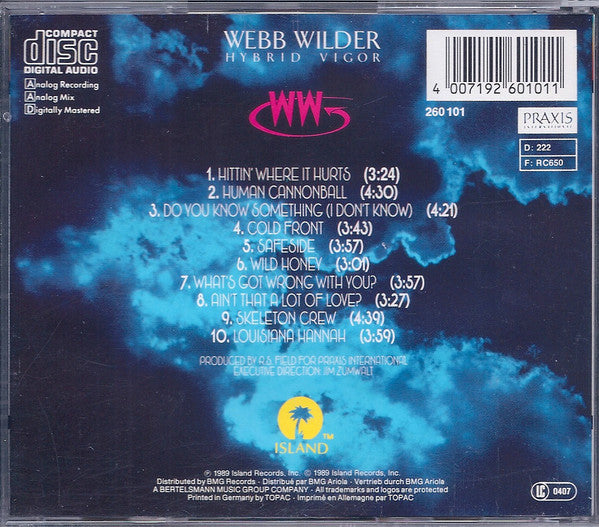 COMPACT
disc
DIGITAL AUDIO
A nalog Recording
A nalog Mix
D igitally Mastered
WEBB WILDER
HYBRID VIGOR
WW
4 007192 601011
260 101
PRAXIS
INTERNATIONAL
D: 222
F: RC650
1. HITTIN' WHERE IT HURTS (3:24)
2. HUMAN CANNONBALL (4:30)
3. DO YOU KNOW SOMETHING (I DON'T KNOW) (4:21)
4. COLD FRONT (3:43)
5. SAFESIDE (3:57)
6. WILD HONEY (3:01)
7. WHAT'S GOT WRONG WITH YOU? (3:57)
8. AIN'T THAT A LOT OF LOVE? (3:27)
9. SKELETON CREW (4:39)
10. LOUISIANA HANNAH (3:59)
PRODUCED BY R.S. FIELD FOR PRAXIS INTERNATIONAL
EXECUTIVE DIRECTION: JIM ZUMWALT
ISLAND TM
℗ 1989 Island Records, Inc. © 1989 Island Records, Inc.
Distributed by BMG Records · Distribué par BMG Ariola · Vertrieb durch BMG Ariola
A BERTELSMANN MUSIC GROUP COMPANY · All trademarks and logos are protected
Printed in Germany by TOPAC · Imprimé en Allemagne par TOPAC
LC 0407